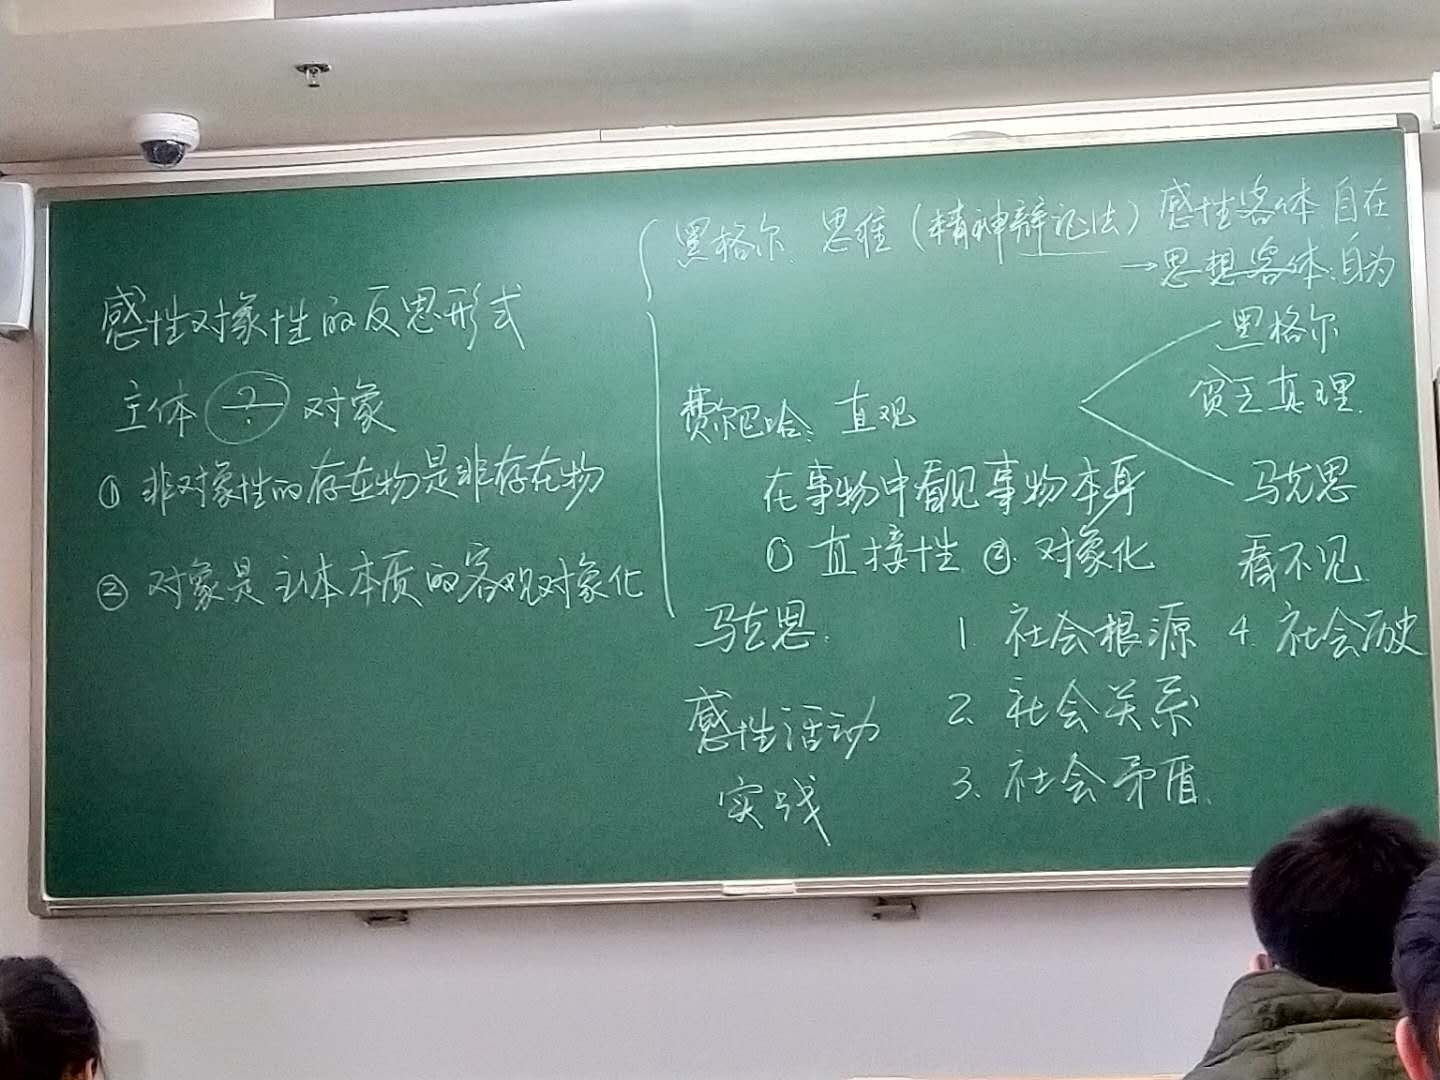 感性对象性的反思形式
主体 ? 对象
① 非对象性的存在物是非存在物
② 对象是主体本质的客观对象化
黑格尔: 思维 (精神辩证法) 感性客体:自在
→思想客体:自为
费尔巴哈: 直观
在事物中看见事物本身
① 直接性 ② 对象化
黑格尔
贫乏真理.
马克思
看不见
马克思:
感性活动
实践
1. 社会根源
2. 社会关系
3. 社会矛盾.
4. 社会历史